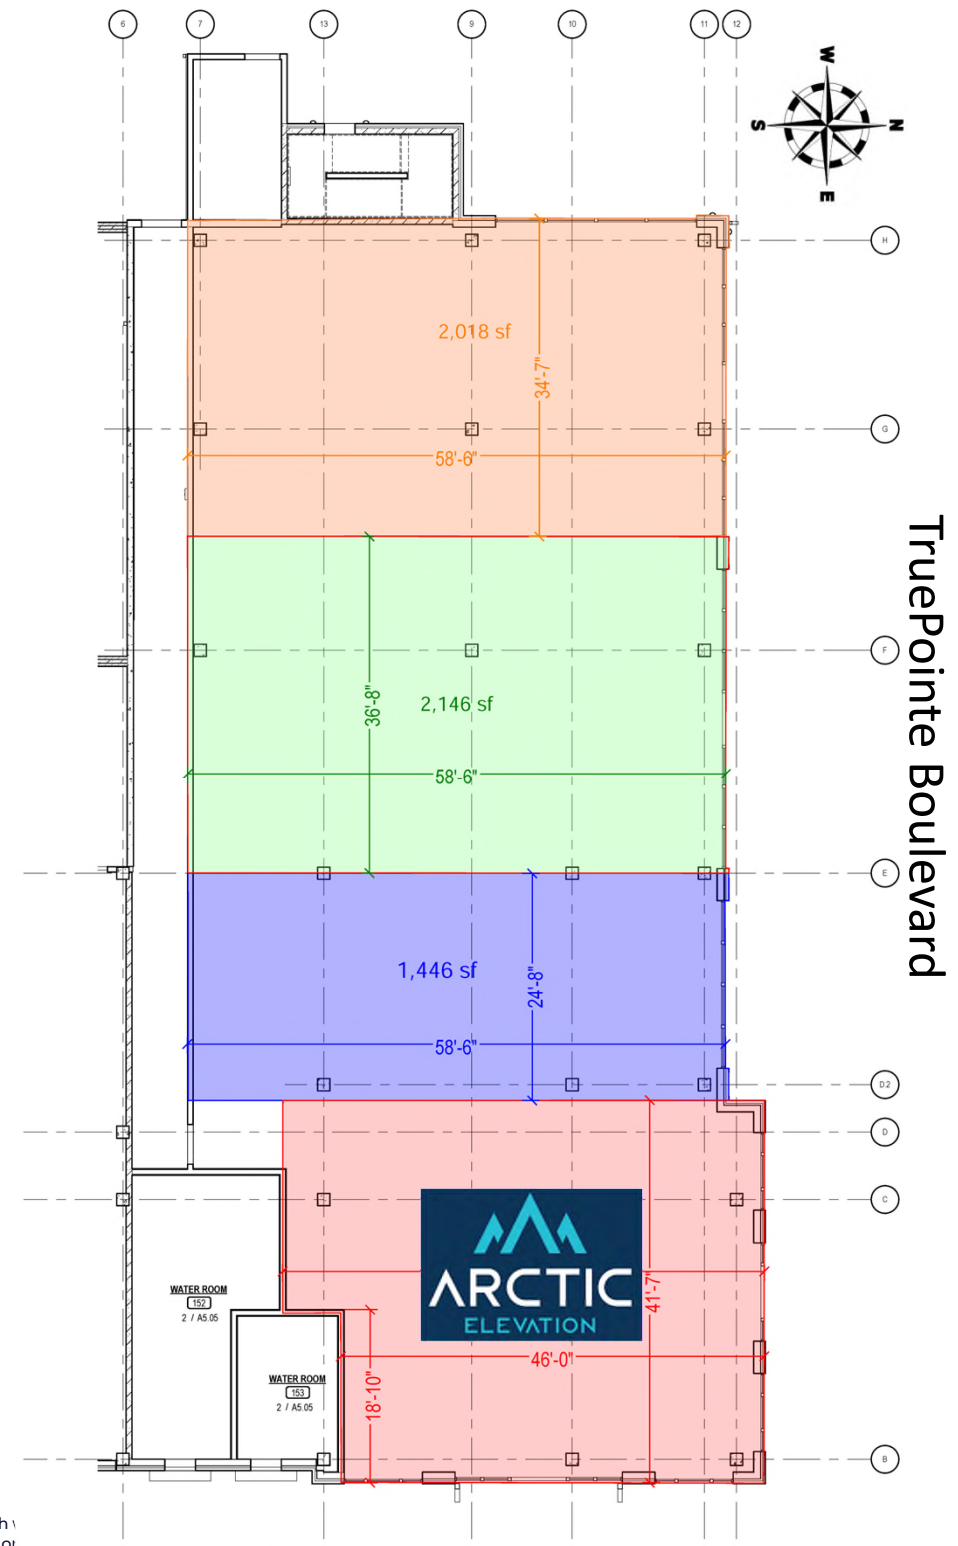 6 7 13 9 10 11 12
W
S N
E
H
2,018 sf
34'-7"
G
58'-6"
TruePointe Boulevard
F
36'-8"
2,146 sf
58'-6"
E
1,446 sf
24'-8"
58'-6"
D.2
D
C
ARCTIC
ELEVATION
41'-7"
WATER ROOM
152
2 / A5.05
46'-0"
18'-10"
WATER ROOM
153
2 / A5.05
B